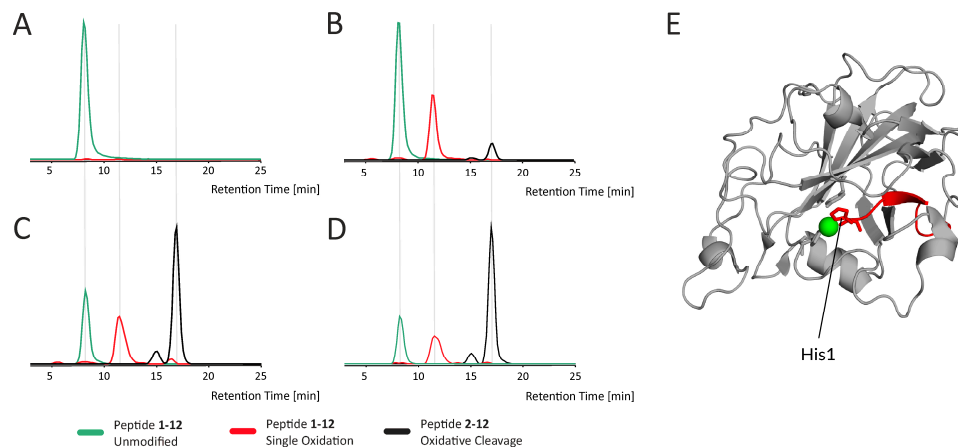 A
5 10 15 20 25
Retention Time [min]
B
5 10 15 20 25
Retention Time [min]
C
5 10 15 20 25
Retention Time [min]
D
5 10 15 20 25
Retention Time [min]
E
His1
Peptide 1-12
Unmodified
Peptide 1-12
Single Oxidation
Peptide 2-12
Oxidative Cleavage